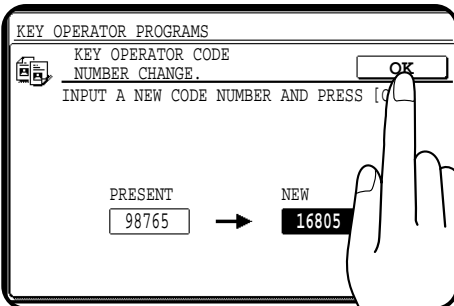 KEY OPERATOR PROGRAMS
KEY OPERATOR CODE
NUMBER CHANGE.
OK
INPUT A NEW CODE NUMBER AND PRESS [O
PRESENT
NEW
98765
16805